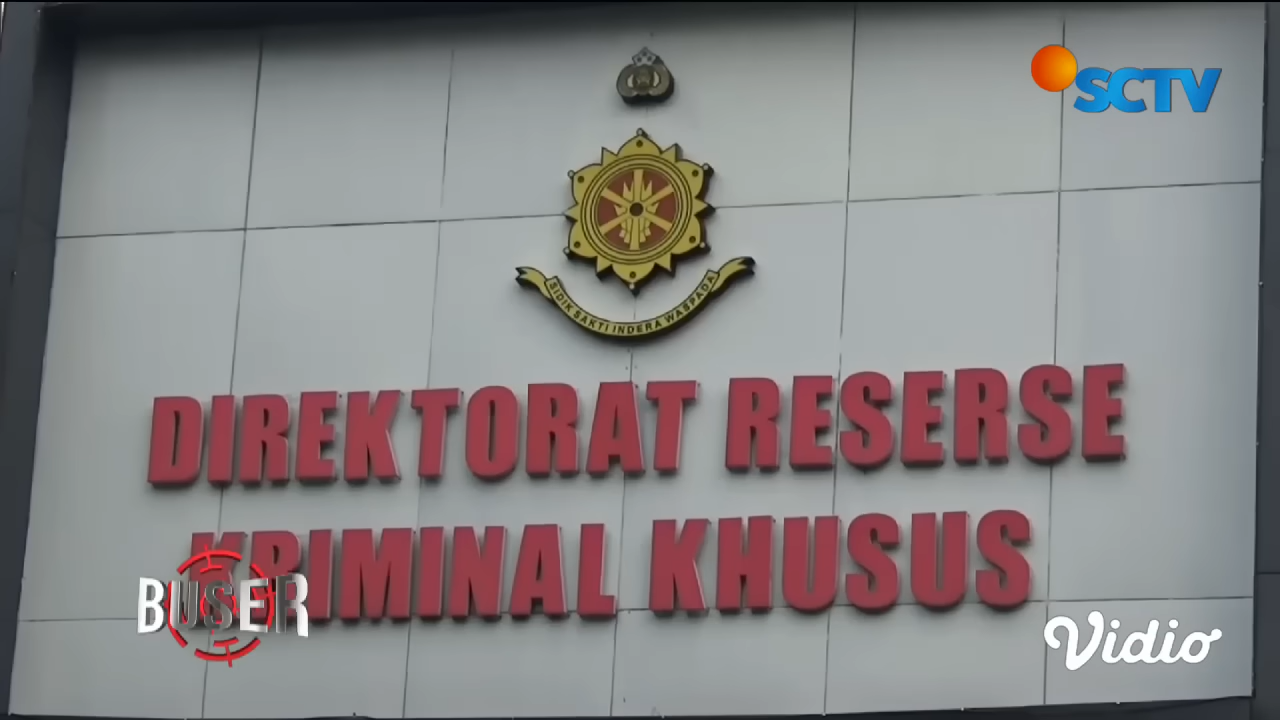 SCTV
SIDIK SAKTI INDERA WASPADA
DIREKTORAT RESERSE
KRIMINAL KHUSUS
BUSER
Vidio